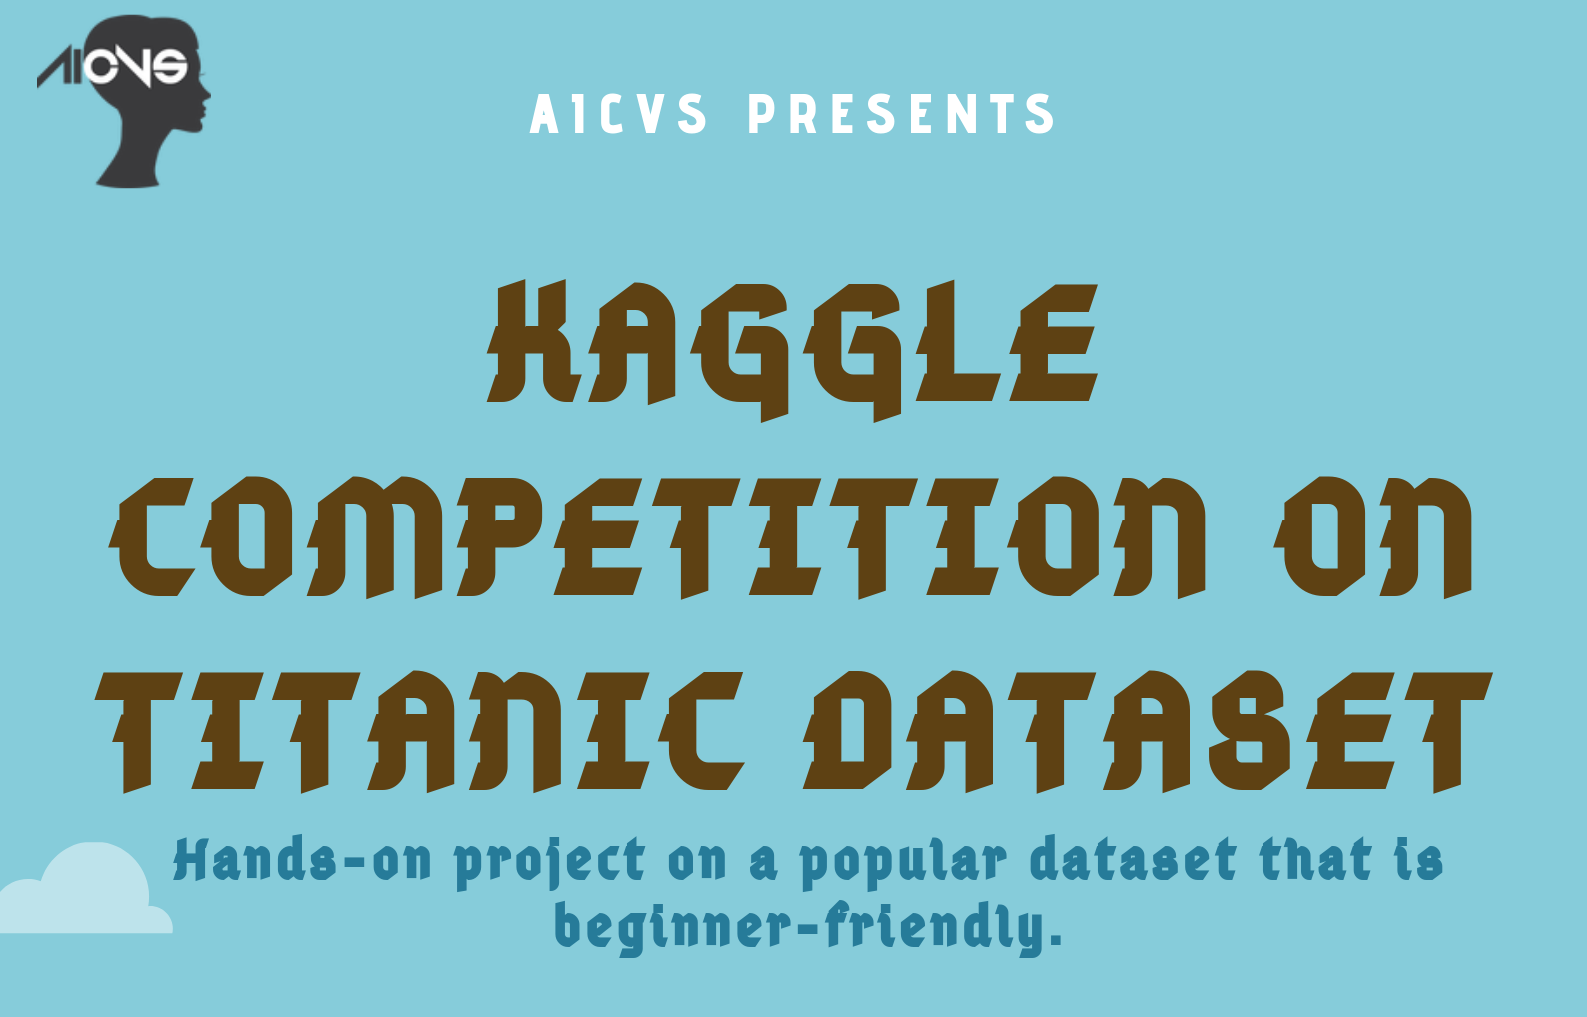 AICVS
AICVS PRESENTS
KAGGLE
COMPETITION ON
TITANIC DATASET
Hands-on project on a popular dataset that is
beginner-friendly.